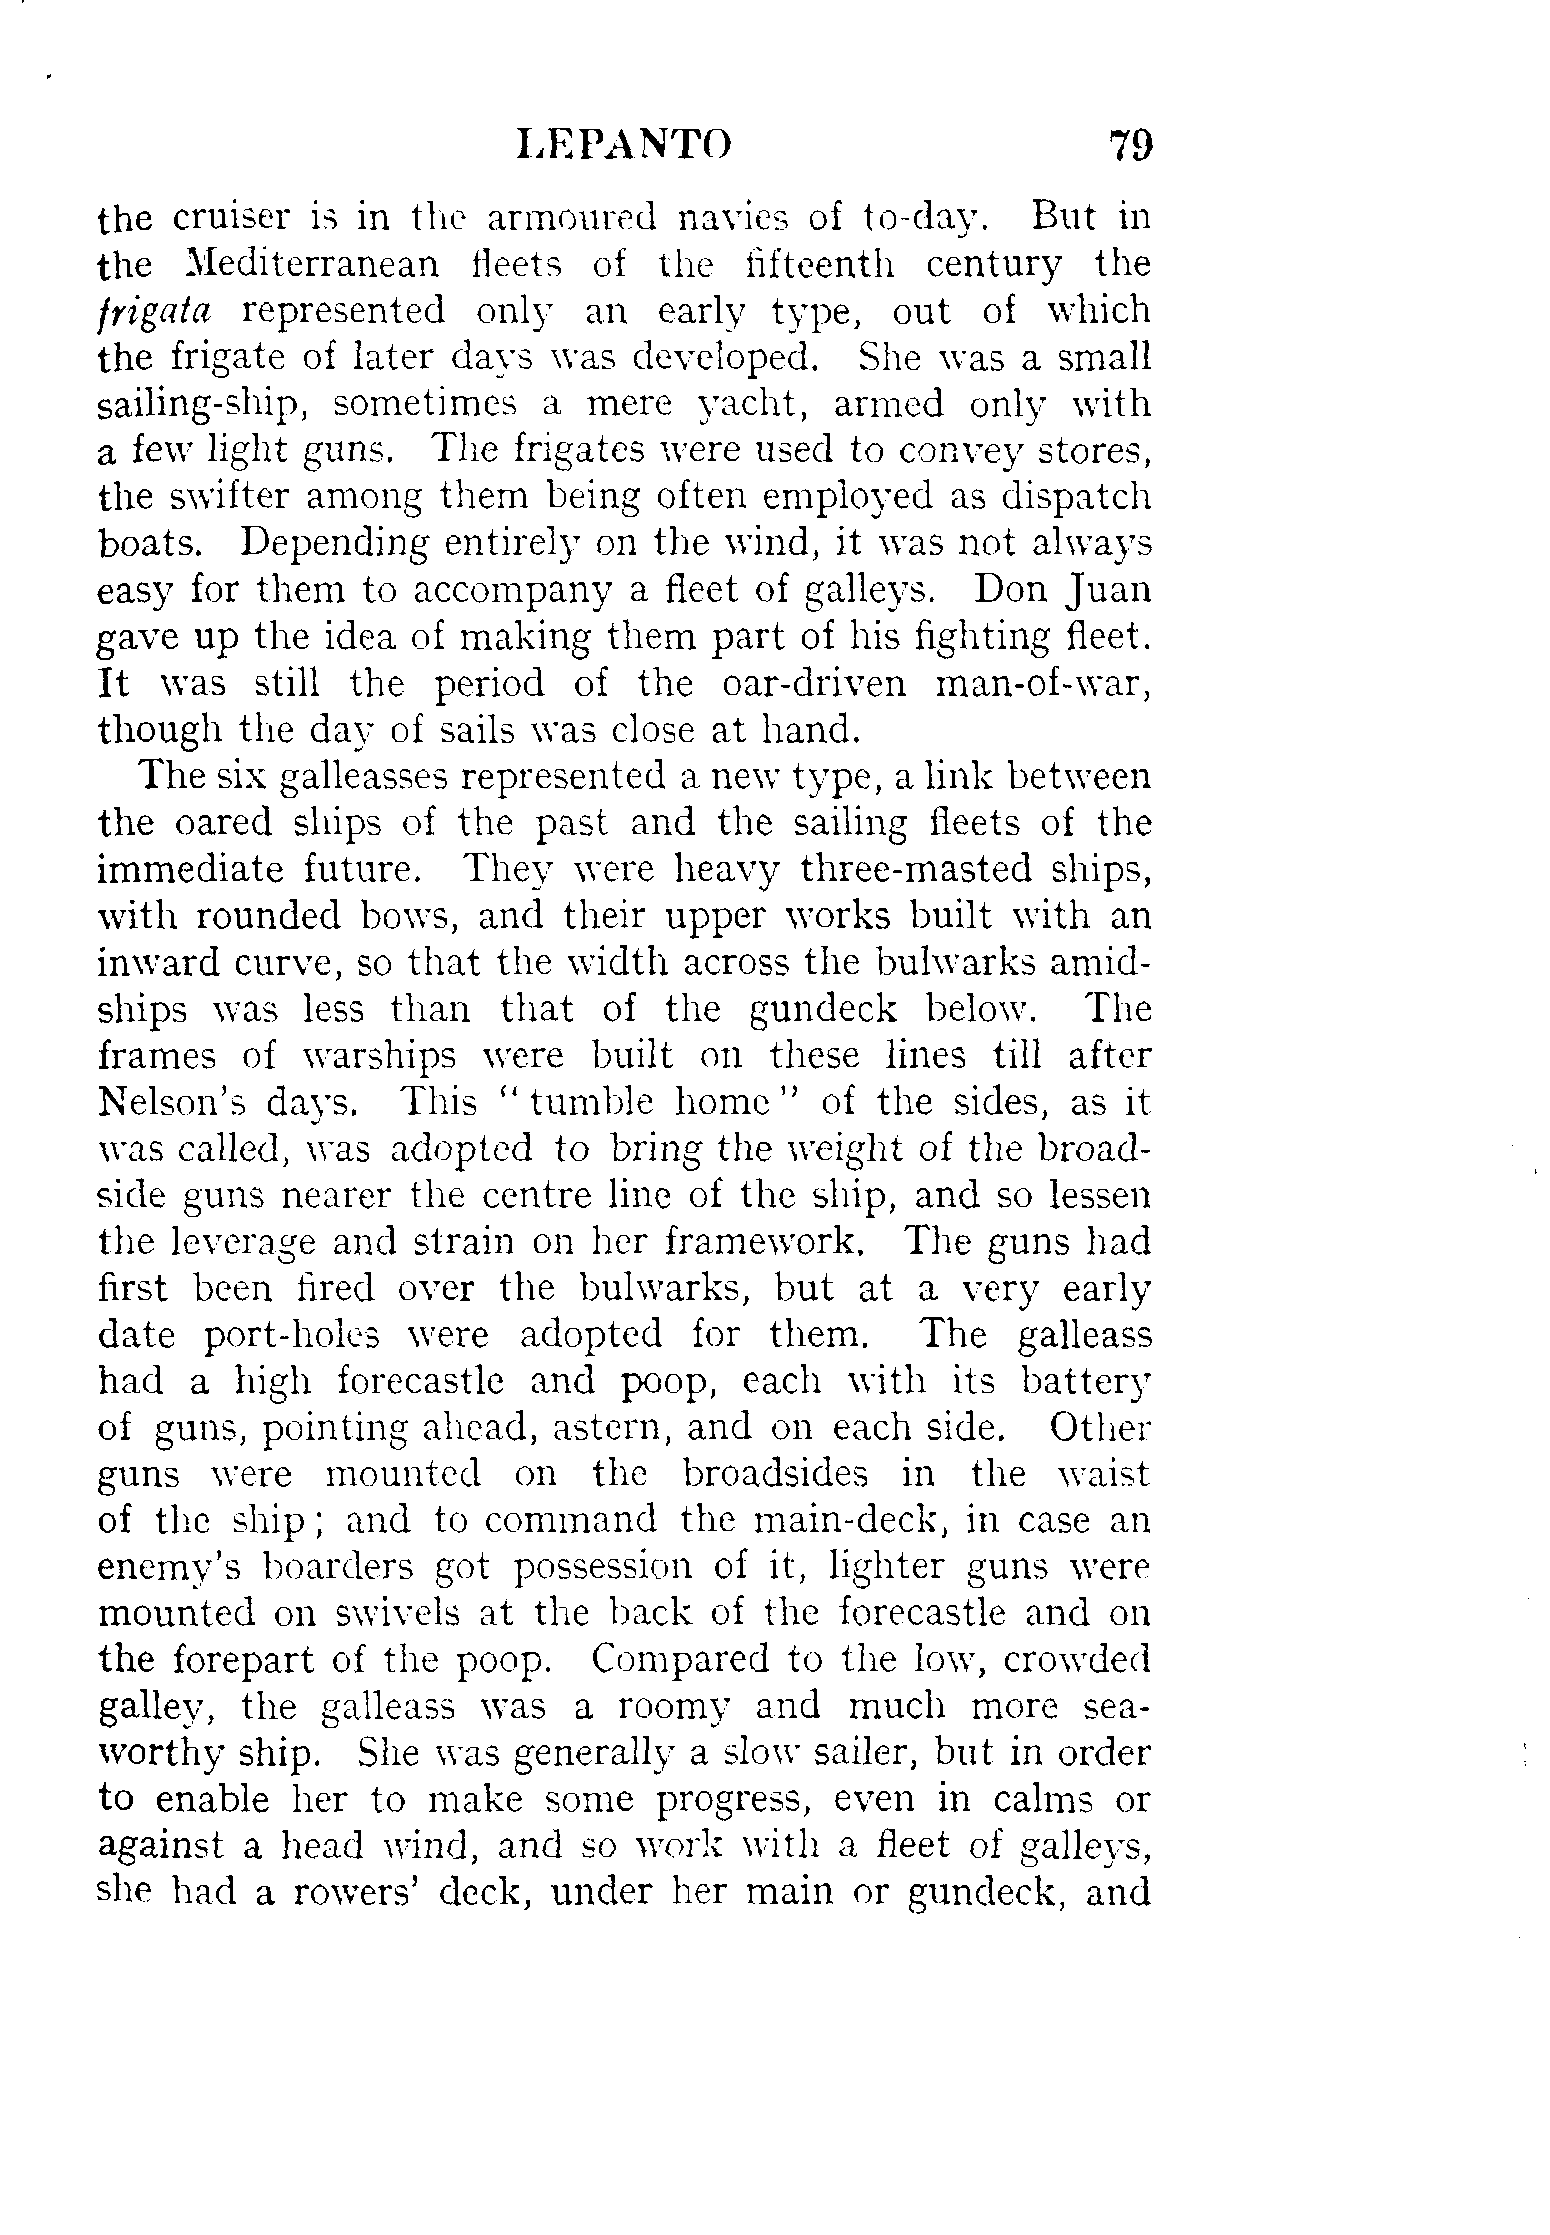 LEPANTO 79
the cruiser is in the armoured navies of to-day. But in
the Mediterranean fleets of the fifteenth century the
frigata represented only an early type, out of which
the frigate of later days was developed. She was a small
sailing-ship, sometimes a mere yacht, armed only with
a few light guns. The frigates were used to convey stores,
the swifter among them being often employed as dispatch
boats. Depending entirely on the wind, it was not always
easy for them to accompany a fleet of galleys. Don Juan
gave up the idea of making them part of his fighting fleet.
It was still the period of the oar-driven man-of-war,
though the day of sails was close at hand.
The six galleasses represented a new type, a link between
the oared ships of the past and the sailing fleets of the
immediate future. They were heavy three-masted ships,
with rounded bows, and their upper works built with an
inward curve, so that the width across the bulwarks amid-
ships was less than that of the gundeck below. The
frames of warships were built on these lines till after
Nelson's days. This " tumble home " of the sides, as it
was called, was adopted to bring the weight of the broad-
side guns nearer the centre line of the ship, and so lessen
the leverage and strain on her framework. The guns had
first been fired over the bulwarks, but at a very early
date port-holes were adopted for them. The galleass
had a high forecastle and poop, each with its battery
of guns, pointing ahead, astern, and on each side. Other
guns were mounted on the broadsides in the waist
of the ship; and to command the main-deck, in case an
enemy's boarders got possession of it, lighter guns were
mounted on swivels at the back of the forecastle and on
the forepart of the poop. Compared to the low, crowded
galley, the galleass was a roomy and much more sea-
worthy ship. She was generally a slow sailer, but in order
to enable her to make some progress, even in calms or
against a head wind, and so work with a fleet of galleys,
she had a rowers' deck, under her main or gundeck, and